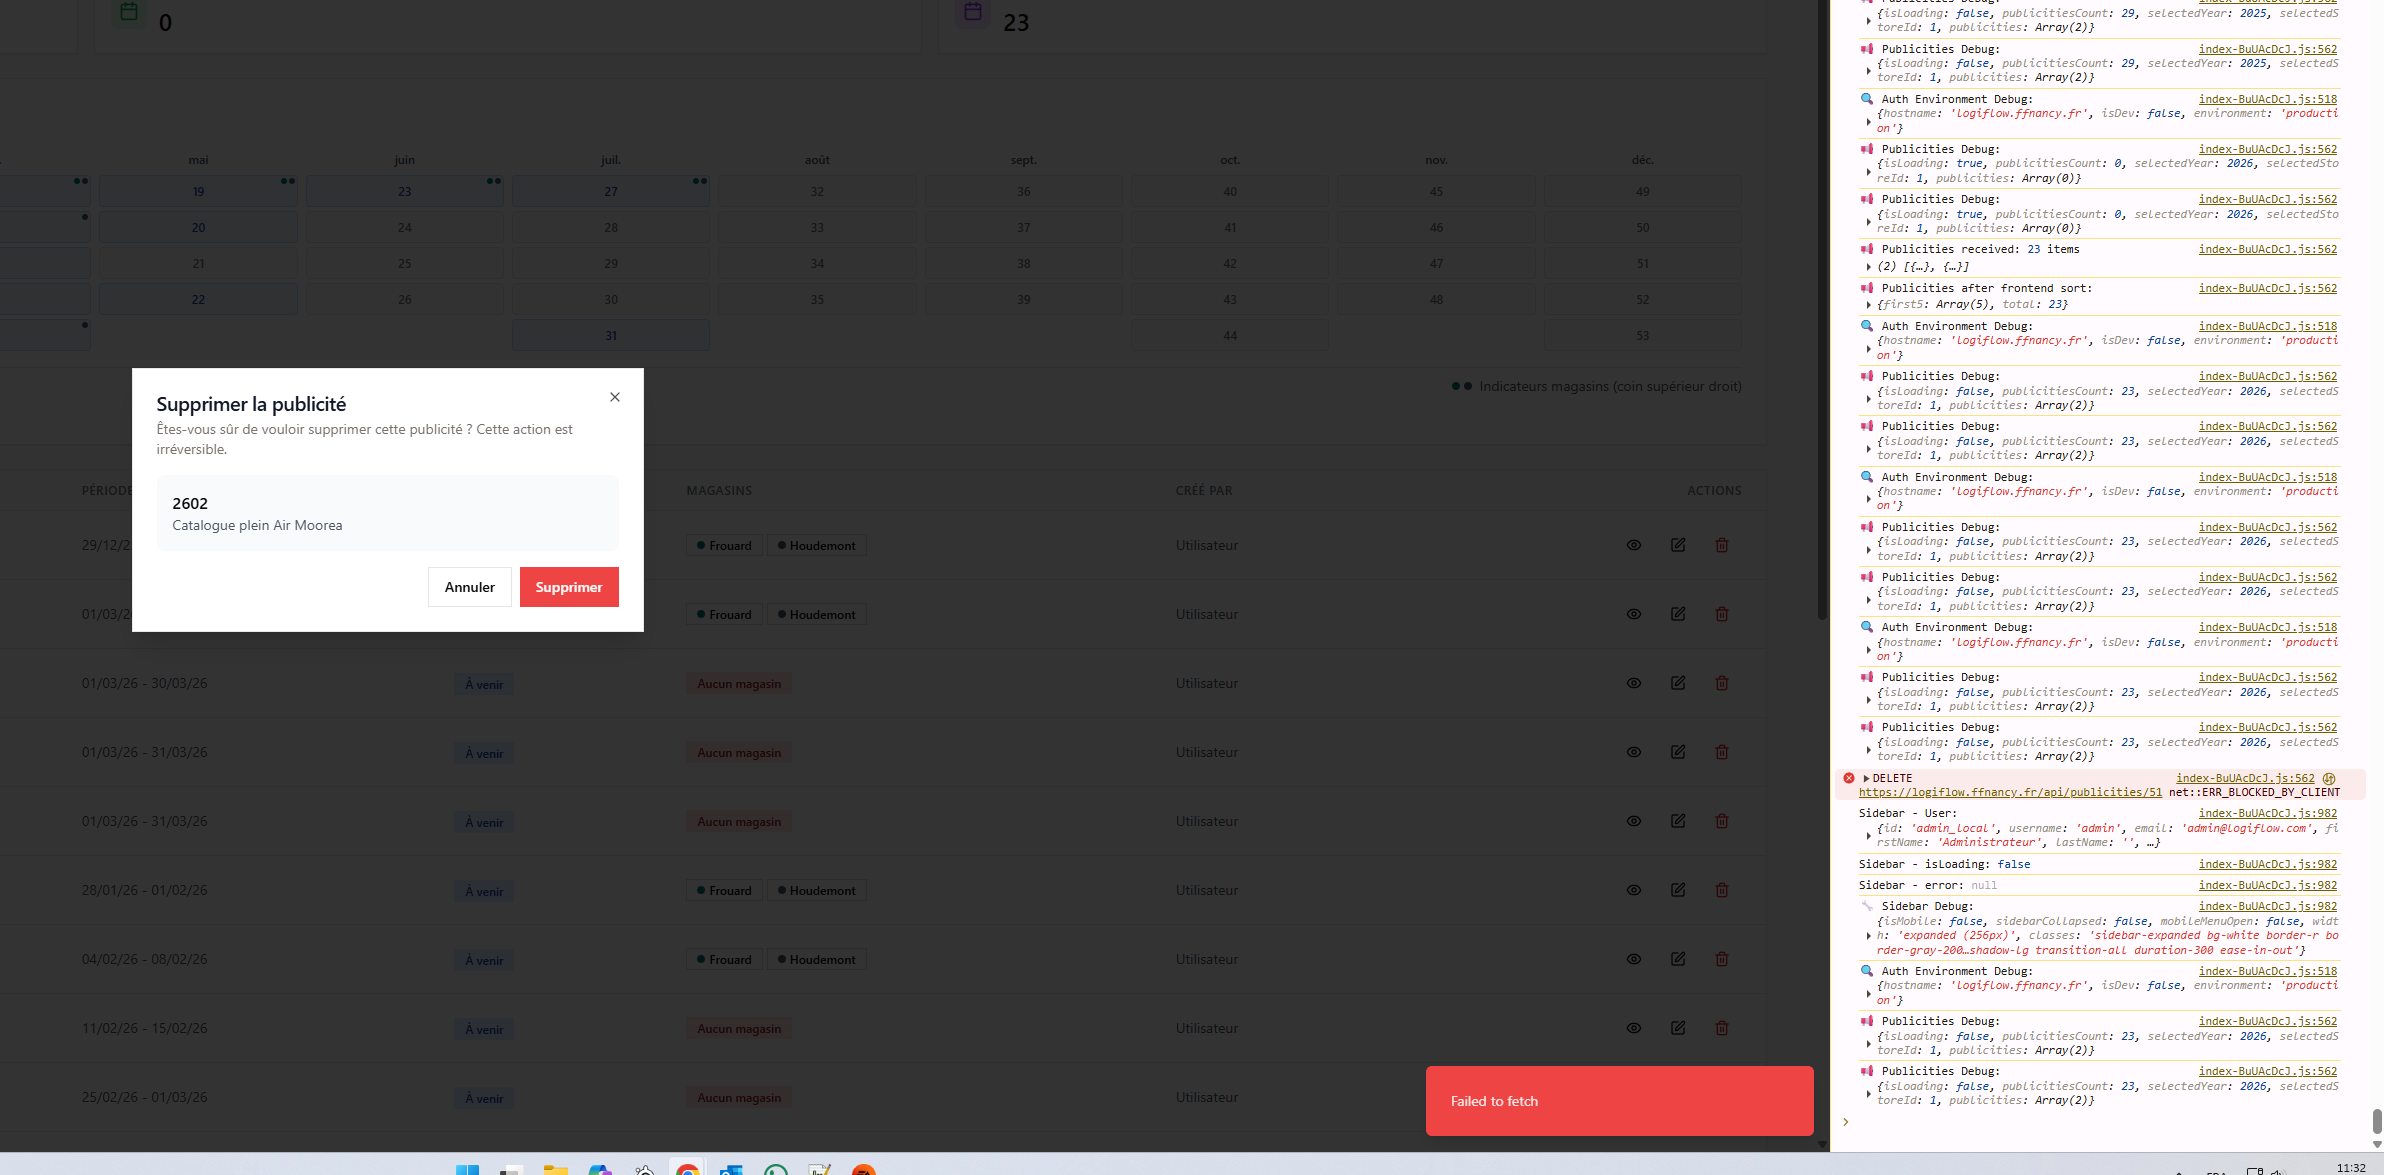 0
23
mai
juin
juil.
août
sept.
oct.
nov.
déc.
19
23
27
32
36
40
45
49
20
24
28
33
37
41
46
50
21
25
29
34
38
42
47
51
22
26
30
35
39
43
48
52
31
44
53
Indicateurs magasins (coin supérieur droit)
Supprimer la publicité
Êtes-vous sûr de vouloir supprimer cette publicité ? Cette action est
irréversible.
2602
Catalogue plein Air Moorea
Annuler
Supprimer
PÉRIODE
MAGASINS
CRÉÉ PAR
ACTIONS
29/12/2
Frouard
Houdemont
Utilisateur
01/03/2
Frouard
Houdemont
Utilisateur
01/03/26 - 30/03/26
À venir
Aucun magasin
Utilisateur
01/03/26 - 31/03/26
À venir
Aucun magasin
Utilisateur
01/03/26 - 31/03/26
À venir
Aucun magasin
Utilisateur
28/01/26 - 01/02/26
À venir
Frouard
Houdemont
Utilisateur
04/02/26 - 08/02/26
À venir
Frouard
Houdemont
Utilisateur
11/02/26 - 15/02/26
À venir
Aucun magasin
Utilisateur
25/02/26 - 01/03/26
À venir
Aucun magasin
Utilisateur
Failed to fetch
{isLoading: false, publicitiesCount: 29, selectedYear: 2025, selectedS
toreId: 1, publicities: Array(2)}
Publicities Debug: index-BuUAcDcJ.js:562
{isLoading: false, publicitiesCount: 29, selectedYear: 2025, selectedS
toreId: 1, publicities: Array(2)}
Auth Environment Debug: index-BuUAcDcJ.js:518
{hostname: 'logiflow.ffnancy.fr', isDev: false, environment: 'producti
on'}
Publicities Debug: index-BuUAcDcJ.js:562
{isLoading: true, publicitiesCount: 0, selectedYear: 2026, selectedSto
reId: 1, publicities: Array(0)}
Publicities Debug: index-BuUAcDcJ.js:562
{isLoading: true, publicitiesCount: 0, selectedYear: 2026, selectedSto
reId: 1, publicities: Array(0)}
Publicities received: 23 items index-BuUAcDcJ.js:562
(2) [{…}, {…}]
Publicities after frontend sort: index-BuUAcDcJ.js:562
{first5: Array(5), total: 23}
Auth Environment Debug: index-BuUAcDcJ.js:518
{hostname: 'logiflow.ffnancy.fr', isDev: false, environment: 'producti
on'}
Publicities Debug: index-BuUAcDcJ.js:562
{isLoading: false, publicitiesCount: 23, selectedYear: 2026, selectedS
toreId: 1, publicities: Array(2)}
Publicities Debug: index-BuUAcDcJ.js:562
{isLoading: false, publicitiesCount: 23, selectedYear: 2026, selectedS
toreId: 1, publicities: Array(2)}
Auth Environment Debug: index-BuUAcDcJ.js:518
{hostname: 'logiflow.ffnancy.fr', isDev: false, environment: 'producti
on'}
Publicities Debug: index-BuUAcDcJ.js:562
{isLoading: false, publicitiesCount: 23, selectedYear: 2026, selectedS
toreId: 1, publicities: Array(2)}
Publicities Debug: index-BuUAcDcJ.js:562
{isLoading: false, publicitiesCount: 23, selectedYear: 2026, selectedS
toreId: 1, publicities: Array(2)}
Auth Environment Debug: index-BuUAcDcJ.js:518
{hostname: 'logiflow.ffnancy.fr', isDev: false, environment: 'producti
on'}
Publicities Debug: index-BuUAcDcJ.js:562
{isLoading: false, publicitiesCount: 23, selectedYear: 2026, selectedS
toreId: 1, publicities: Array(2)}
Publicities Debug: index-BuUAcDcJ.js:562
{isLoading: false, publicitiesCount: 23, selectedYear: 2026, selectedS
toreId: 1, publicities: Array(2)}
DELETE index-BuUAcDcJ.js:562
https://logiflow.ffnancy.fr/api/publicities/51 net::ERR_BLOCKED_BY_CLIENT
Sidebar - User: index-BuUAcDcJ.js:982
{id: 'admin_local', username: 'admin', email: 'admin@logiflow.com', fi
rstName: 'Administrateur', lastName: '', …}
Sidebar - isLoading: false index-BuUAcDcJ.js:982
Sidebar - error: null index-BuUAcDcJ.js:982
Sidebar Debug: index-BuUAcDcJ.js:982
{isMobile: false, sidebarCollapsed: false, mobileMenuOpen: false, widt
h: 'expanded (256px)', classes: 'sidebar-expanded bg-white border-r bo
rder-gray-200…shadow-lg transition-all duration-300 ease-in-out'}
Auth Environment Debug: index-BuUAcDcJ.js:518
{hostname: 'logiflow.ffnancy.fr', isDev: false, environment: 'producti
on'}
Publicities Debug: index-BuUAcDcJ.js:562
{isLoading: false, publicitiesCount: 23, selectedYear: 2026, selectedS
toreId: 1, publicities: Array(2)}
Publicities Debug: index-BuUAcDcJ.js:562
{isLoading: false, publicitiesCount: 23, selectedYear: 2026, selectedS
toreId: 1, publicities: Array(2)}
11:32